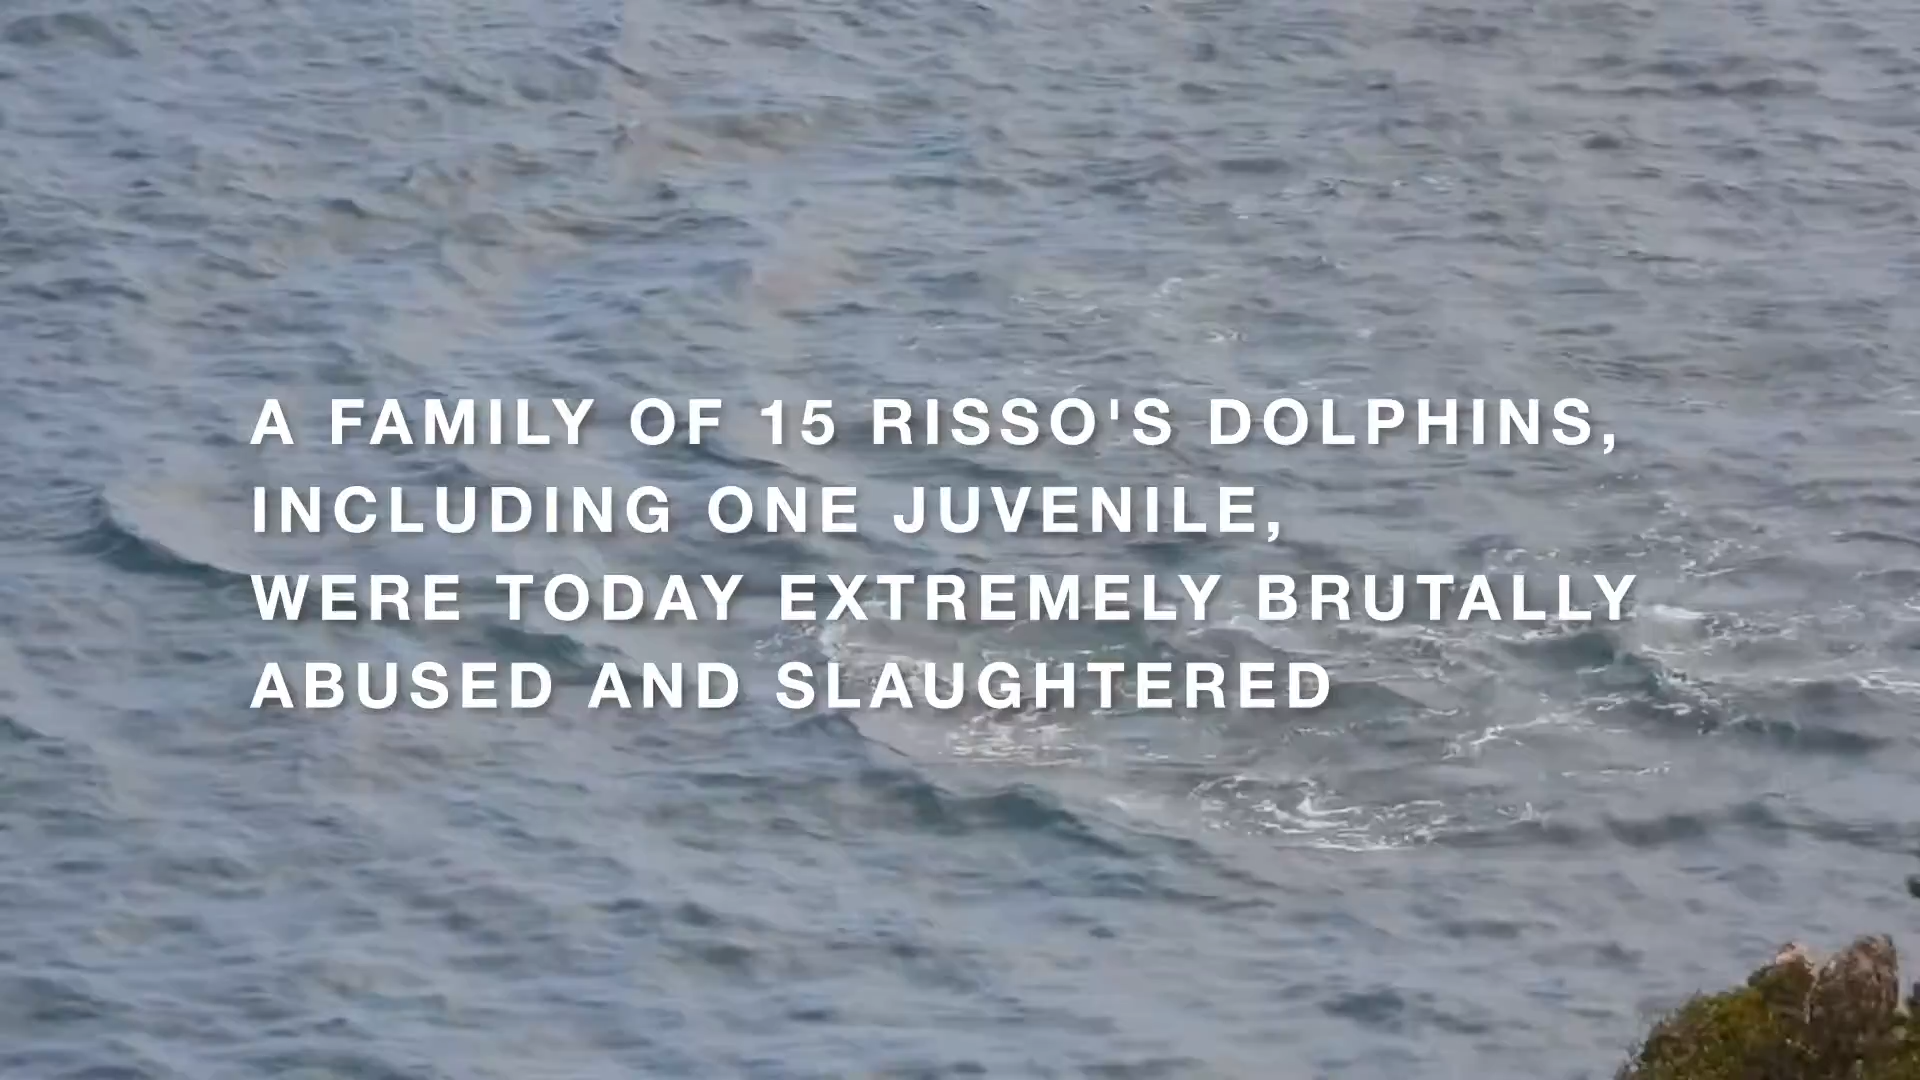 A FAMILY OF 15 RISSO'S DOLPHINS,
INCLUDING ONE JUVENILE,
WERE TODAY EXTREMELY BRUTALLY
ABUSED AND SLAUGHTERED